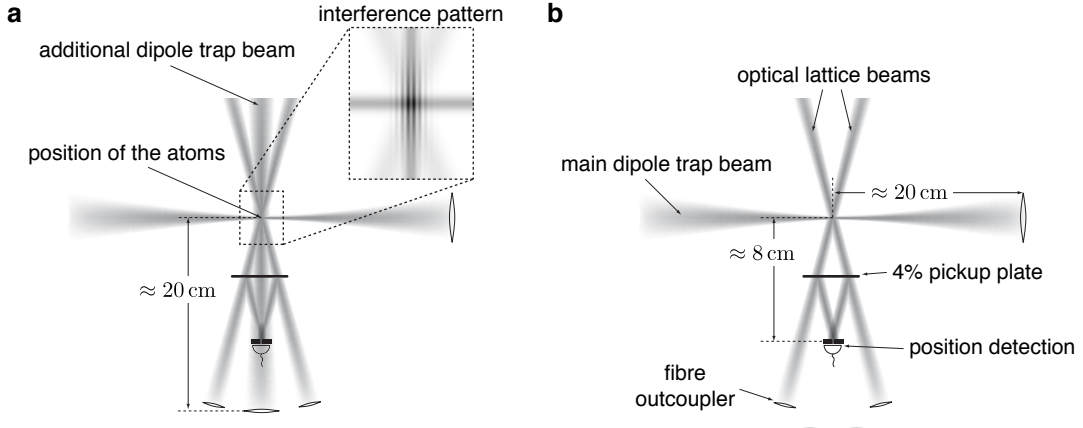 a
interference pattern
additional dipole trap beam
position of the atoms
≈ 20 cm
b
optical lattice beams
main dipole trap beam
≈ 20 cm
≈ 8 cm
4% pickup plate
position detection
fibre
outcoupler